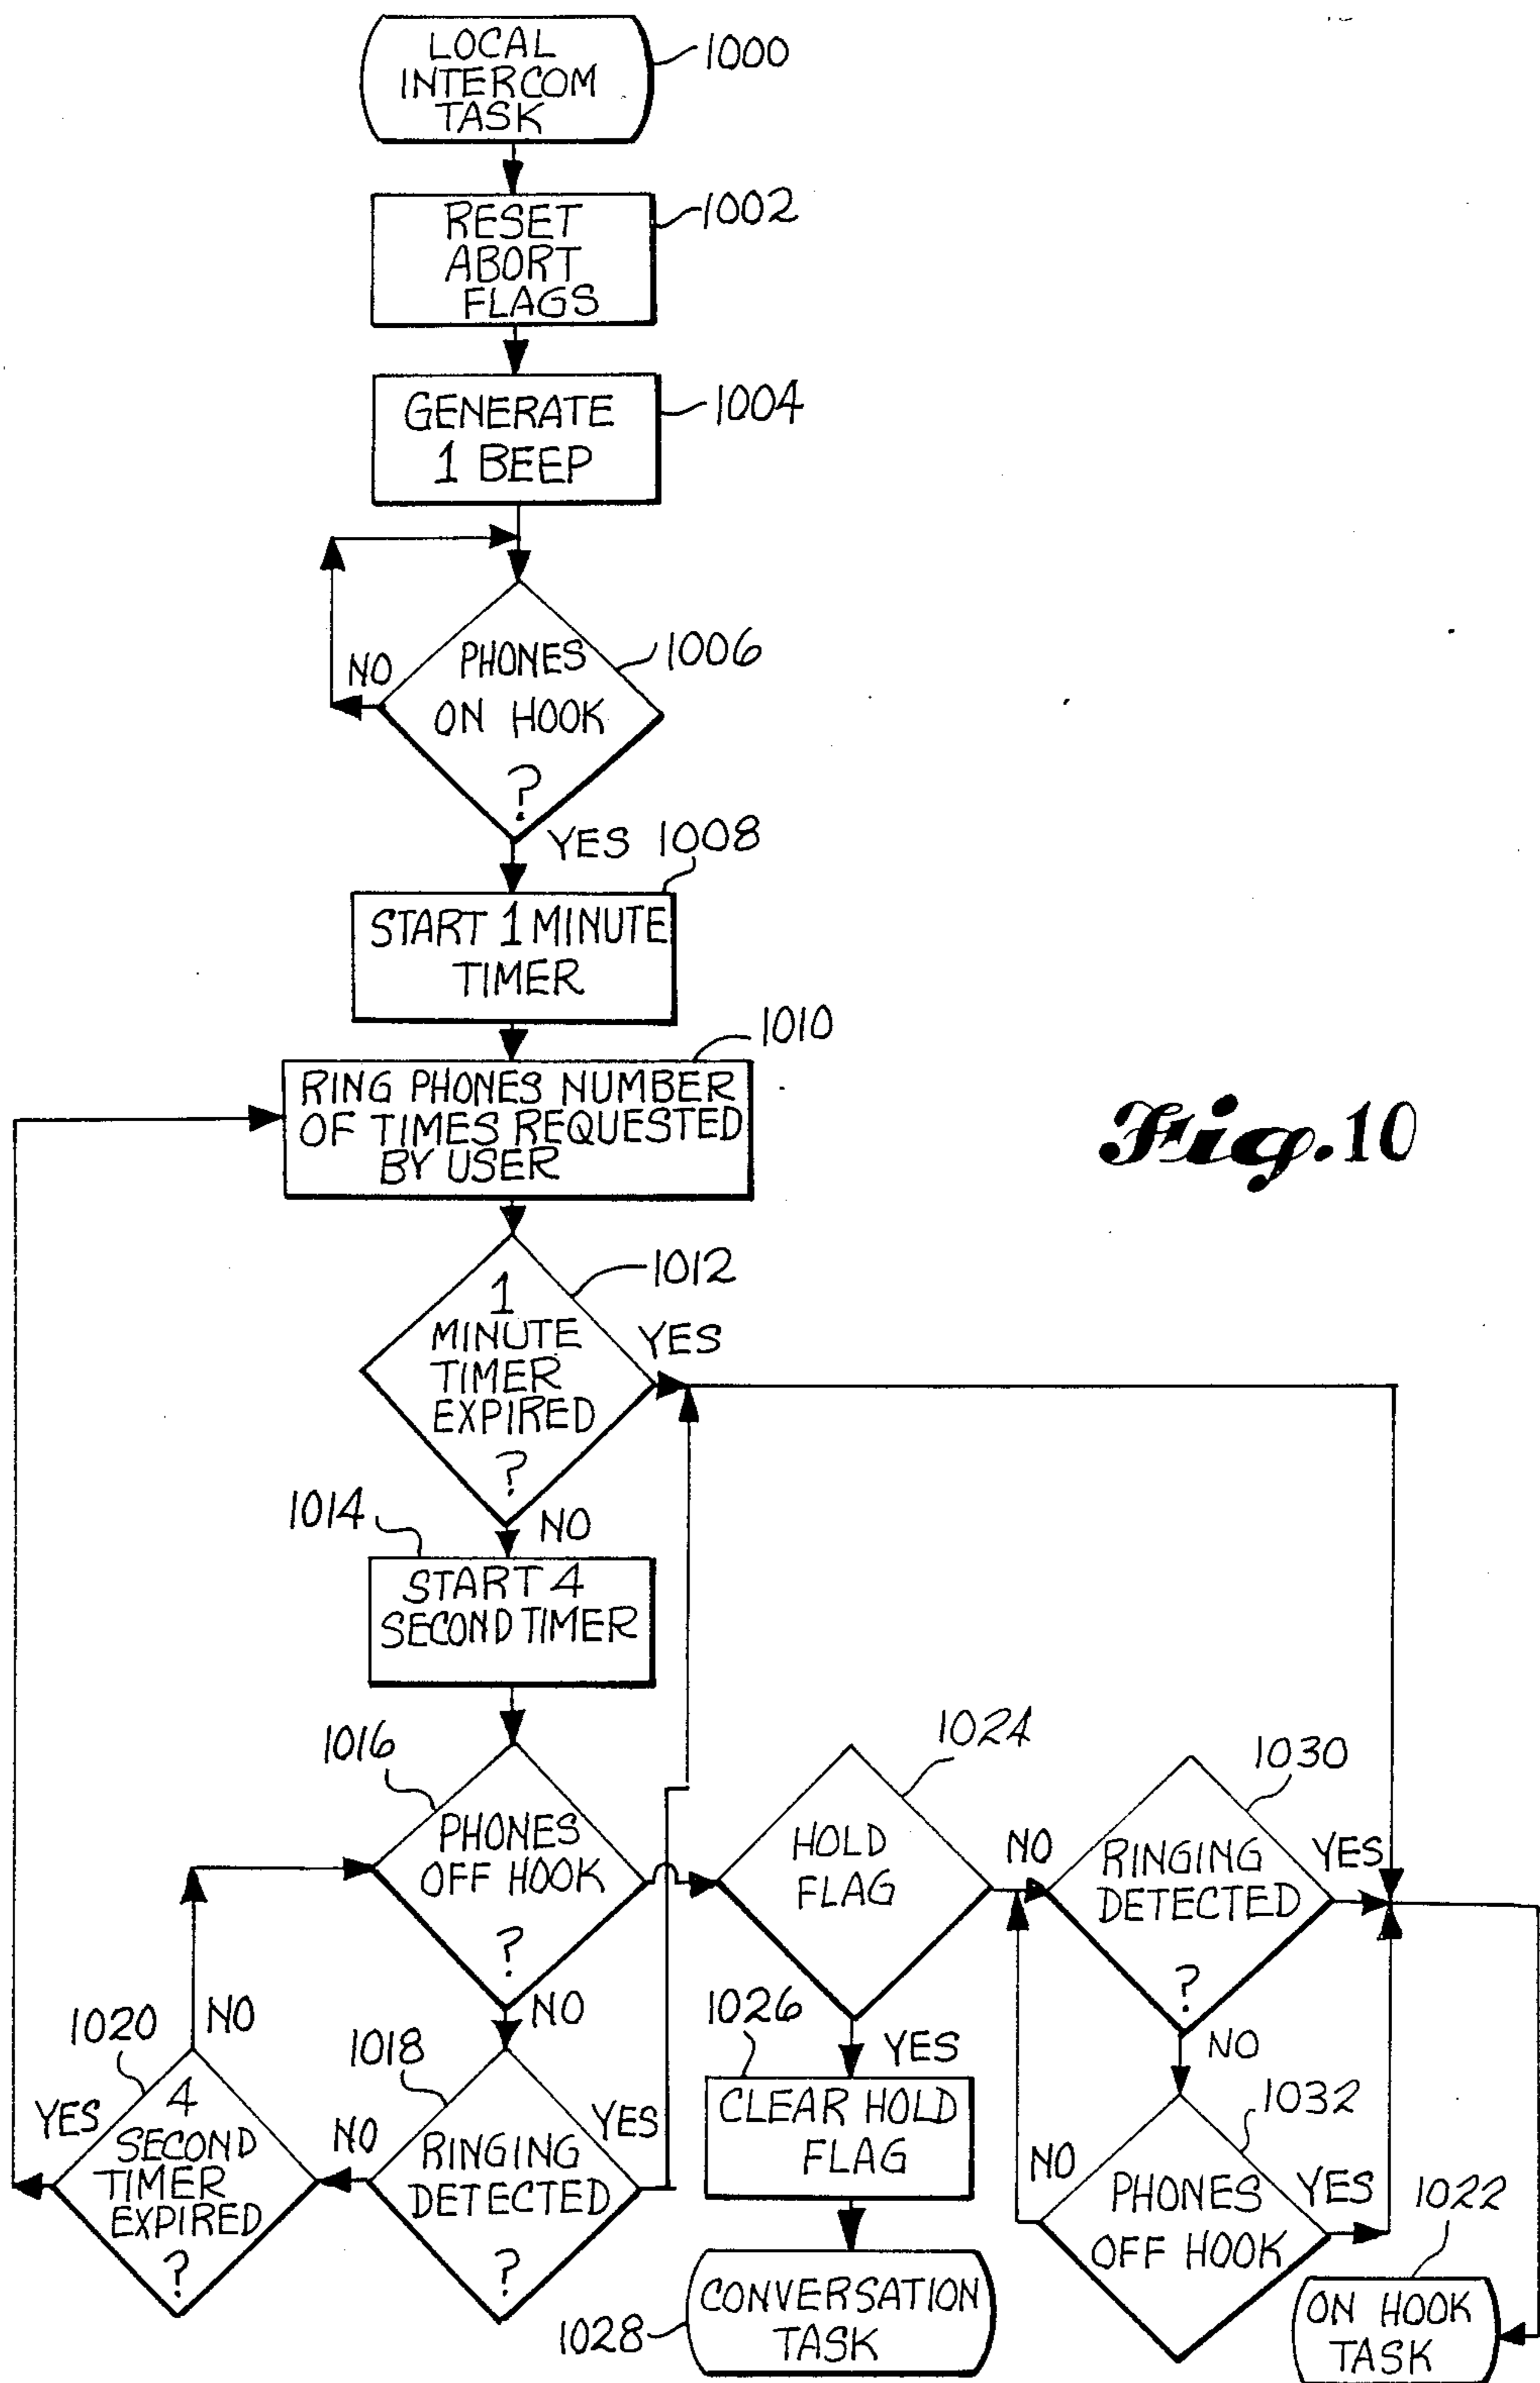 LOCAL
INTERCOM
TASK
1000
RESET
ABORT
FLAGS
1002
GENERATE
1 BEEP
1004
PHONES
ON HOOK
?
1006
NO
YES
1008
START 1 MINUTE
TIMER
1010
RING PHONES NUMBER
OF TIMES REQUESTED
BY USER
Fig. 10
1
MINUTE
TIMER
EXPIRED
?
1012
YES
NO
1014
START 4
SECOND TIMER
1016
PHONES
OFF HOOK
?
NO
1024
HOLD
FLAG
NO
YES
1030
RINGING
DETECTED
?
YES
NO
1020
4
SECOND
TIMER
EXPIRED
?
NO
YES
1018
RINGING
DETECTED
?
NO
YES
1026
CLEAR HOLD
FLAG
1032
PHONES
OFF HOOK
NO
YES
1028
CONVERSATION
TASK
1022
ON HOOK
TASK